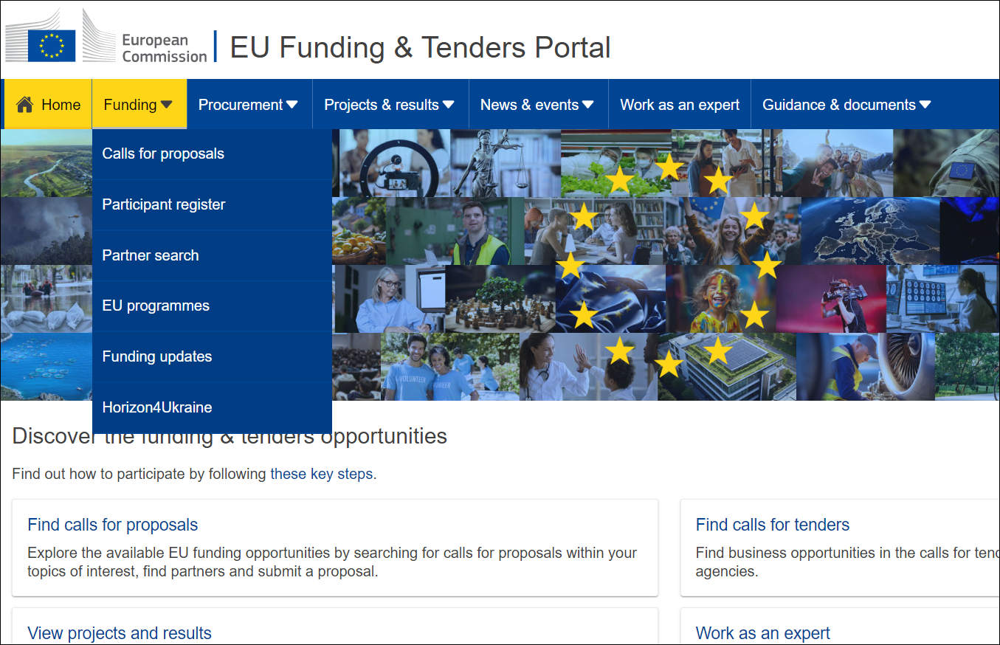 European
Commission
EU Funding & Tenders Portal
Home
Funding
Procurement
Projects & results
News & events
Work as an expert
Guidance & documents
Calls for proposals
Participant register
Partner search
EU programmes
Funding updates
Horizon4Ukraine
VOLUNTEER
VOLUNTEER
Discover the funding & tenders opportunities
Find out how to participate by following these key steps.
Find calls for proposals
Explore the available EU funding opportunities by searching for calls for proposals within your
topics of interest, find partners and submit a proposal.
Find calls for tenders
Find business opportunities in the calls for tend
agencies.
View projects and results
Work as an expert